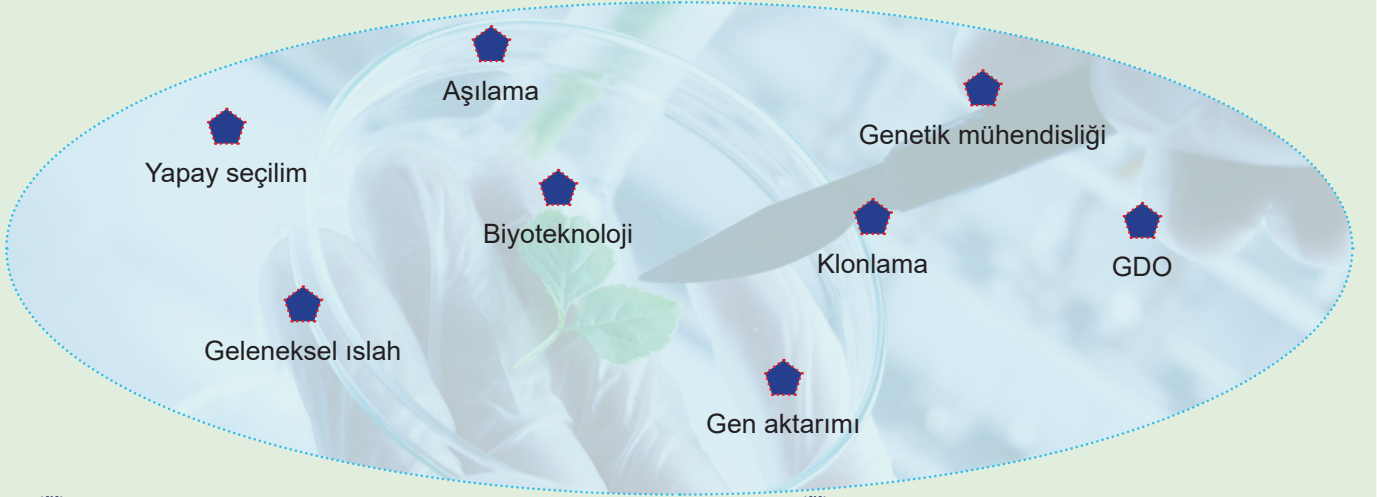 Aşılama
Genetik mühendisliği
Yapay seçilim
Biyoteknoloji
Klonlama
GDO
Geleneksel ıslah
Gen aktarımı